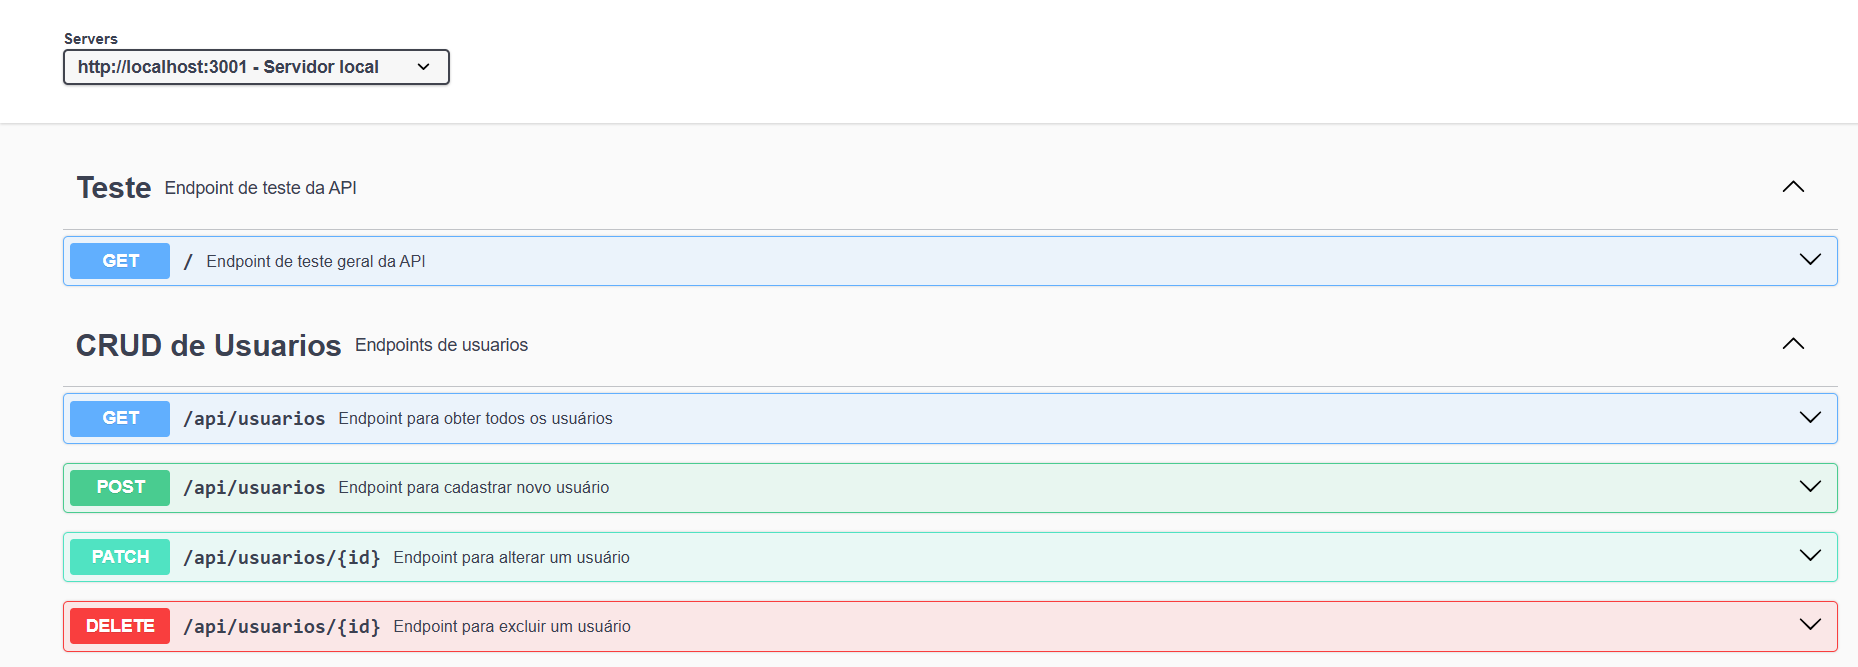 Servers
http://localhost:3001 - Servidor local
Teste Endpoint de teste da API
GET / Endpoint de teste geral da API
CRUD de Usuarios Endpoints de usuarios
GET /api/usuarios Endpoint para obter todos os usuários
POST /api/usuarios Endpoint para cadastrar novo usuário
PATCH /api/usuarios/{id} Endpoint para alterar um usuário
DELETE /api/usuarios/{id} Endpoint para excluir um usuário